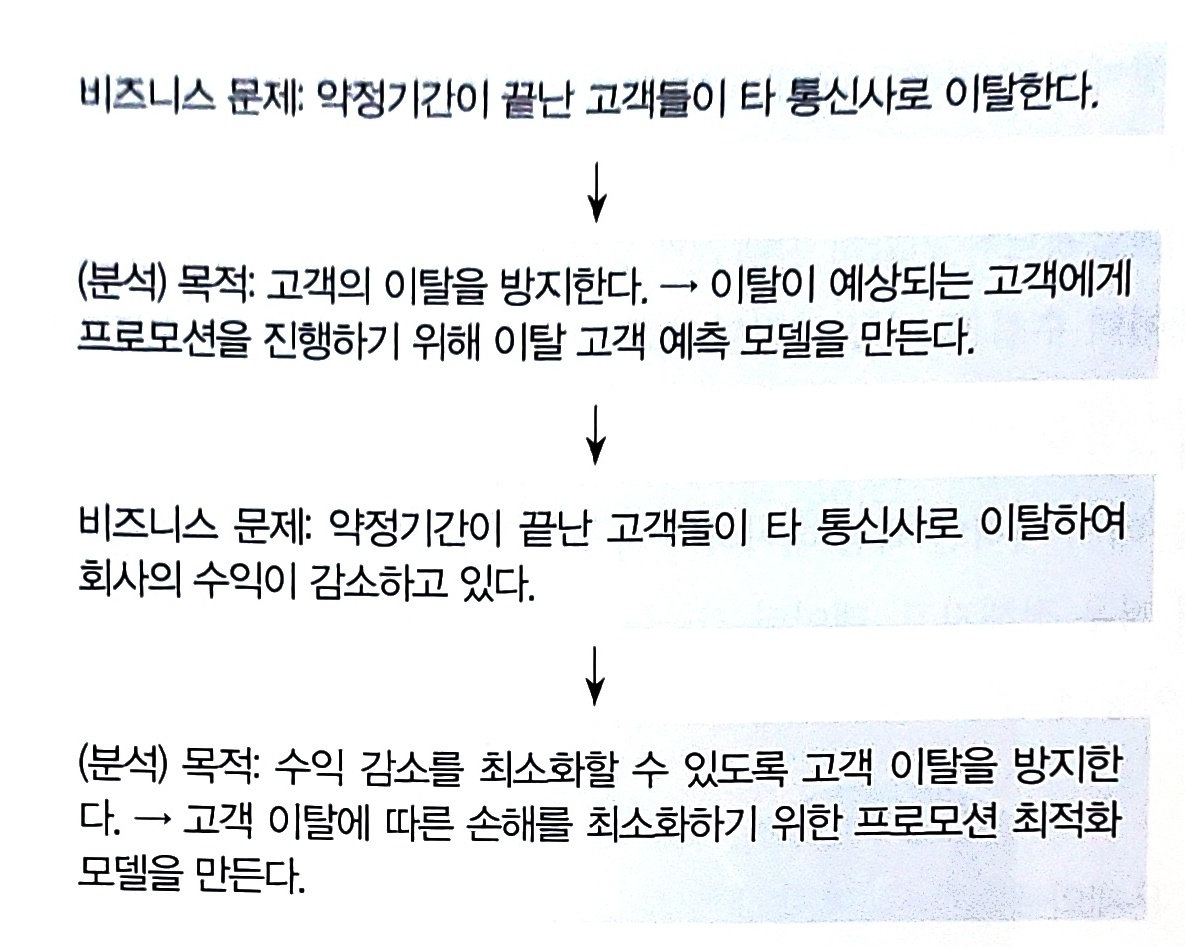 비즈니스 문제: 약정기간이 끝난 고객들이 타 통신사로 이탈한다.
(분석) 목적: 고객의 이탈을 방지한다. → 이탈이 예상되는 고객에게
프로모션을 진행하기 위해 이탈 고객 예측 모델을 만든다.
비즈니스 문제: 약정기간이 끝난 고객들이 타 통신사로 이탈하여
회사의 수익이 감소하고 있다.
(분석) 목적: 수익 감소를 최소화할 수 있도록 고객 이탈을 방지한
다. → 고객 이탈에 따른 손해를 최소화하기 위한 프로모션 최적화
모델을 만든다.